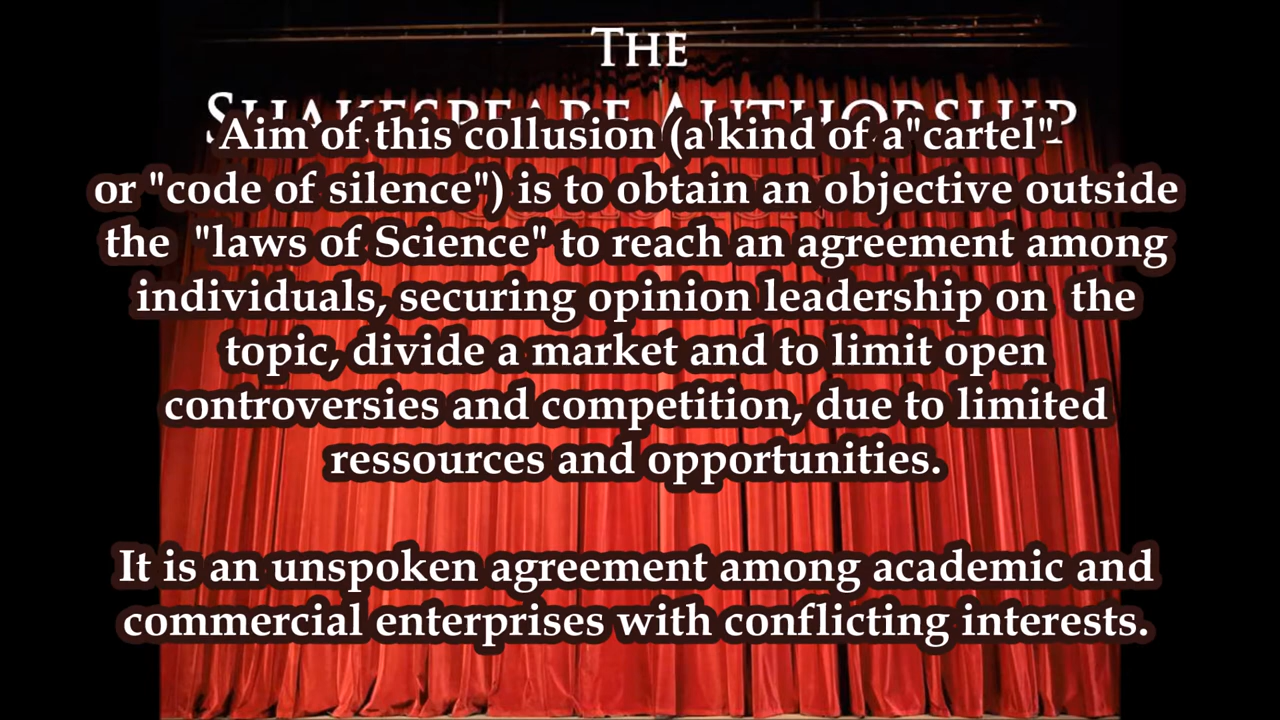 The
Shakespeare Authorship
Aim of this collusion (a kind of a"cartel"-
or "code of silence") is to obtain an objective outside
the  "laws of Science" to reach an agreement among
individuals, securing opinion leadership on  the
topic, divide a market and to limit open
controversies and competition, due to limited
ressources and opportunities.
It is an unspoken agreement among academic and
commercial enterprises with conflicting interests.